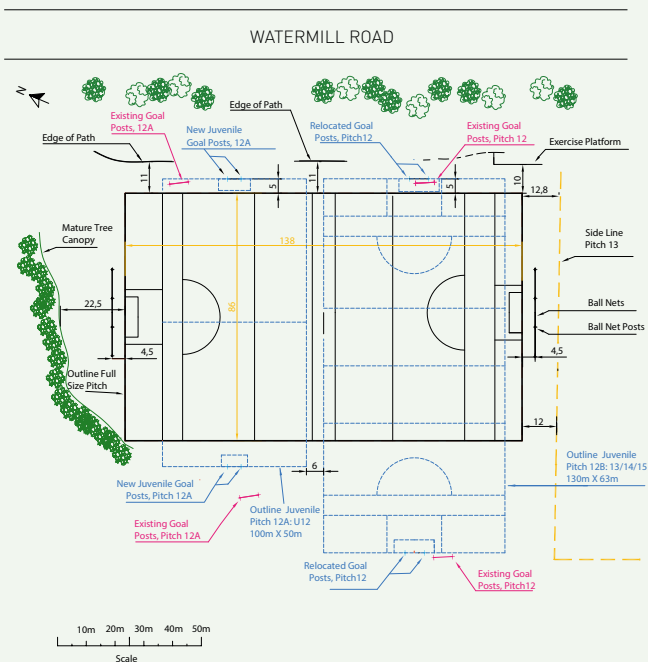 WATERMILL ROAD
N
Existing Goal
Posts, 12A
New Juvenile
Goal Posts, 12A
Edge of Path
Edge of Path
Relocated Goal
Posts, Pitch12
Existing Goal
Posts, Pitch 12
Exercise Platform
11
5
11
5
10
12,8
Mature Tree
Canopy
138
Side Line
Pitch 13
22,5
86
Ball Nets
Ball Net Posts
4,5
4,5
Outline Full
Size Pitch
12
6
New Juvenile Goal
Posts, Pitch 12A
Outline Juvenile
Pitch 12A: U12
100m X 50m
Outline Juvenile
Pitch 12B: 13/14/15
130m X 63m
Existing Goal
Posts, Pitch 12A
Relocated Goal
Posts, Pitch12
Existing Goal
Posts, Pitch12
10m 20m 30m 40m 50m
Scale